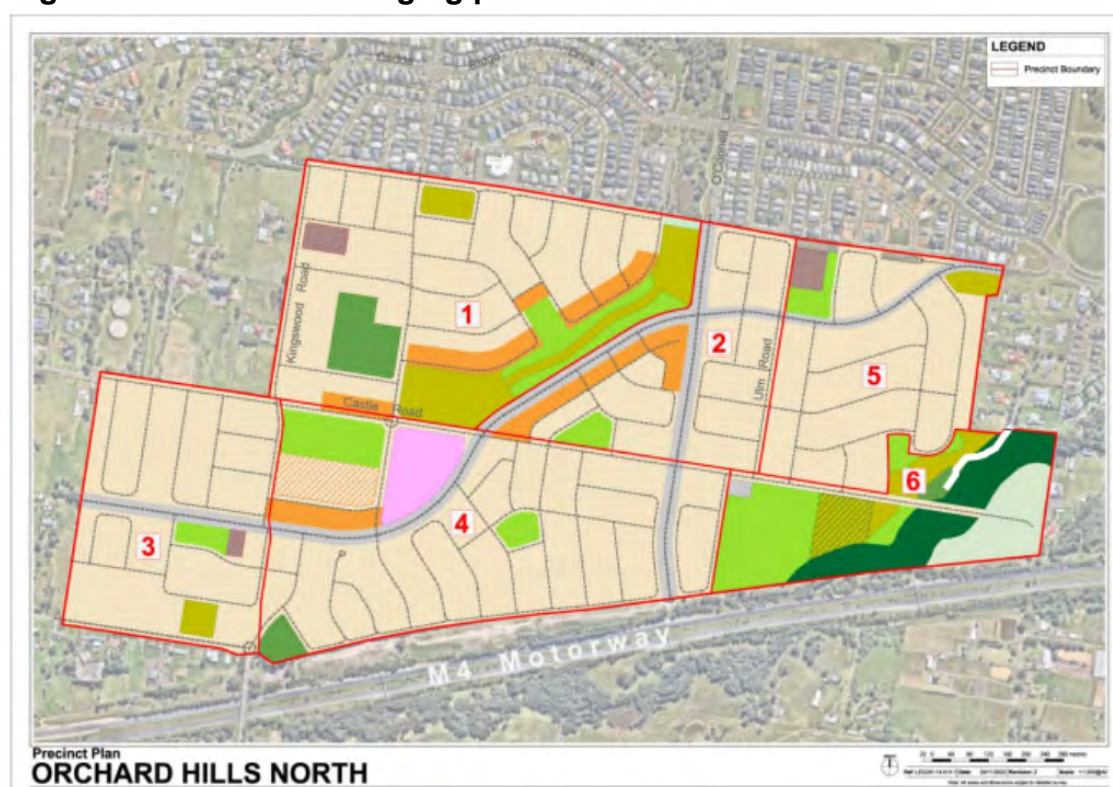 LEGEND
Precinct Boundary
O'Connell Lane
Kingswood Road
1
2
Ulm Road
5
Castle Road
6
4
3
M4 Motorway
Precinct Plan
ORCHARD HILLS NORTH